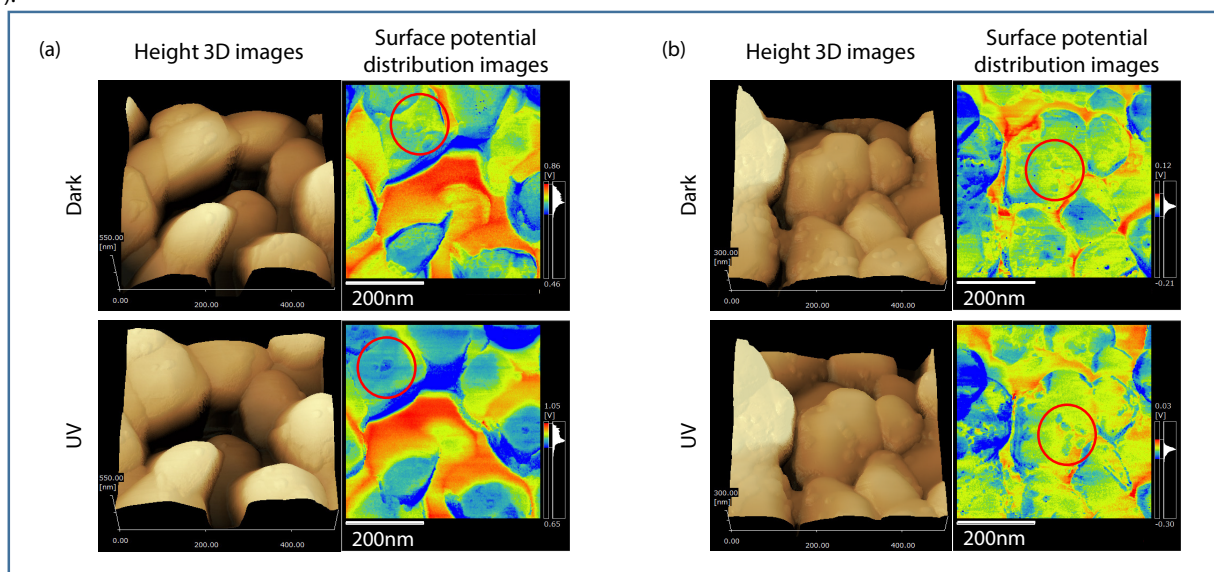 ).
(a)
Height 3D images
Surface potential
distribution images
(b)
Height 3D images
Surface potential
distribution images
Dark
550.00
[nm]
0.00
200.00
400.00
200nm
0.86
[V]
0.46
300.00
[nm]
0.00
200.00
400.00
200nm
0.12
[V]
-0.21
UV
550.00
[nm]
0.00
200.00
400.00
200nm
1.05
[V]
0.65
300.00
[nm]
0.00
200.00
400.00
200nm
0.03
[V]
-0.30